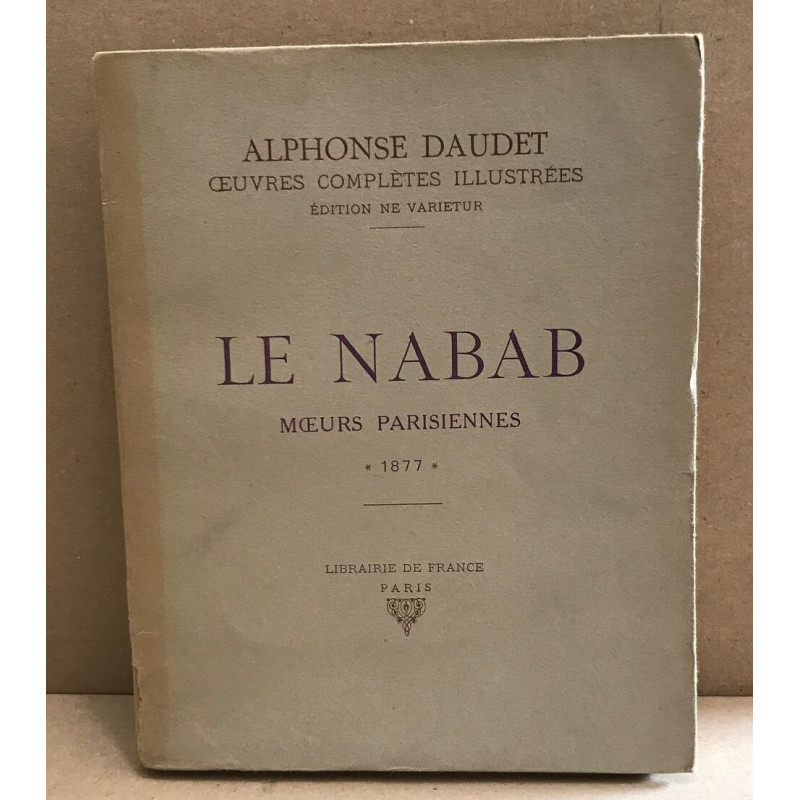 ALPHONSE DAUDET
ŒUVRES COMPLÈTES ILLUSTRÉES
ÉDITION NE VARIETUR
LE NABAB
MŒURS PARISIENNES
* 1877 *
LIBRAIRIE DE FRANCE
PARIS